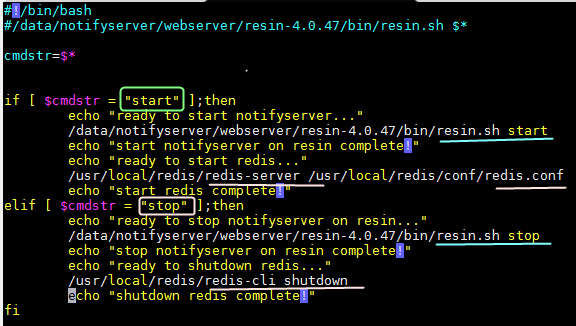 #!/bin/bash
#/data/notifyserver/webserver/resin-4.0.47/bin/resin.sh $*
cmdstr=$*
if [ $cmdstr = "start" ];then
echo "ready to start notifyserver..."
/data/notifyserver/webserver/resin-4.0.47/bin/resin.sh start
echo "start notifyserver on resin complete!"
echo "ready to start redis..."
/usr/local/redis/redis-server /usr/local/redis/conf/redis.conf
echo "start redis complete!"
elif [ $cmdstr = "stop" ];then
echo "ready to stop notifyserver on resin..."
/data/notifyserver/webserver/resin-4.0.47/bin/resin.sh stop
echo "stop notifyserver on resin complete!"
echo "ready to shutdown redis..."
/usr/local/redis/redis-cli shutdown
echo "shutdown redis complete!"
fi